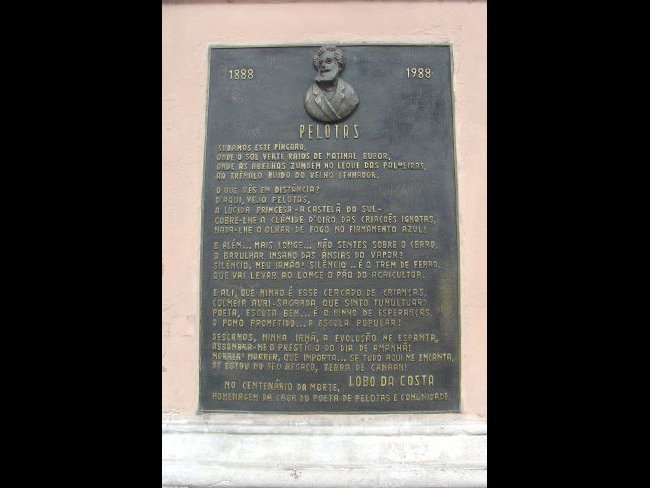 1888 1988
PELOTAS
SUBAMOS ESTE PÍNCARO,
ONDE O SOL VERTE RAIOS DE MATINAL RUBOR,
ONDE AS ABELHAS ZUMBEM NO LEQUE DAS PALMEIRAS,
AO TRÊMULO RUIDO DO VELHO LENHADOR.
O QUE VÊS EM DISTÂNCIA?
D'AQUI, VEJO PELOTAS,
A LÚCIDA PRINCESA - A CASTELÃ DO SUL -
COBRE-LHE A CLÂMIDE D'OIRO DAS CRIAÇÕES IGNOTAS,
NADA-LHE O OLHAR DE FOGO NO FIRMAMENTO AZUL!
E ALÉM... MAIS LONGE... NÃO SENTES SOBRE O CERRO,
O BARULHAR INSANO DAS ÂNSIAS DO VAPOR?
SILÊNCIO, MEU IRMÃO! SILÊNCIO... É O TREM DE FERRO
QUE VAI LEVAR AO LONGE O PÃO DO AGRICULTOR.
E ALI, QUE NINHO É ESSE CERCADO DE CRIANÇAS,
COLMEIA AURI-SAGRADA QUE SINTO TUMULTUAR?
POETA, ESCUTA BEM... É O NINHO DE ESPERANÇAS,
O POMO PROMETIDO... A ESCOLA POPULAR!
DESÇAMOS, MINHA IRMÃ, A EVOLUÇÃO ME ESPANTA,
ASSOMBRA-ME O PRESTÍGIO DO DIA DE AMANHÃ!
MORRER! MORRER, QUE IMPORTA... SE TUDO AQUI ME ENCANTA,
SE ESTOU NO TEU REGAÇO, TERRA DE CANAAN!
NO CENTENÁRIO DA MORTE, LOBO DA COSTA
HOMENAGEM DA CASA DO POETA DE PELOTAS E COMUNIDADE.